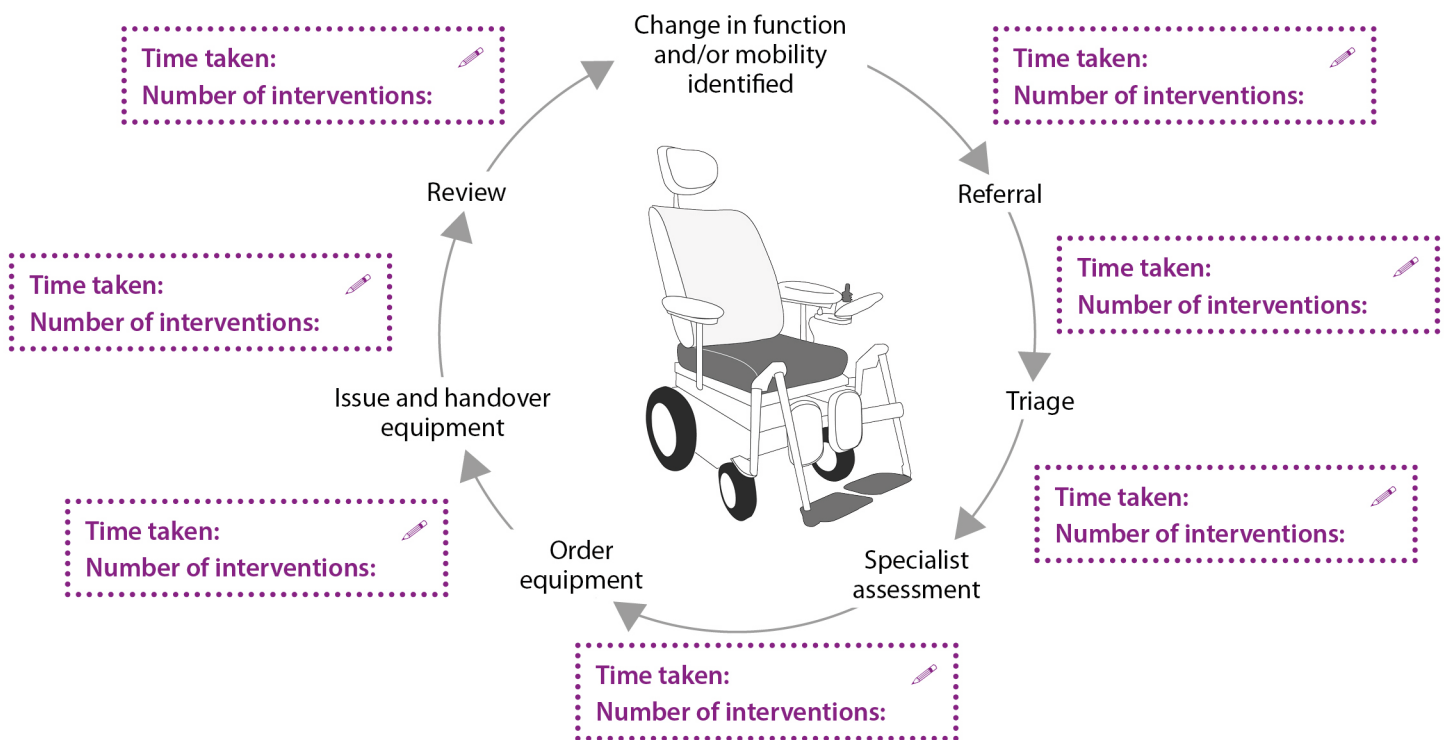 Change in function
and/or mobility
identified
Time taken:
Number of interventions:
Referral
Time taken:
Number of interventions:
Triage
Time taken:
Number of interventions:
Specialist
assessment
Time taken:
Number of interventions:
Order
equipment
Time taken:
Number of interventions:
Issue and handover
equipment
Time taken:
Number of interventions:
Review
Time taken:
Number of interventions: